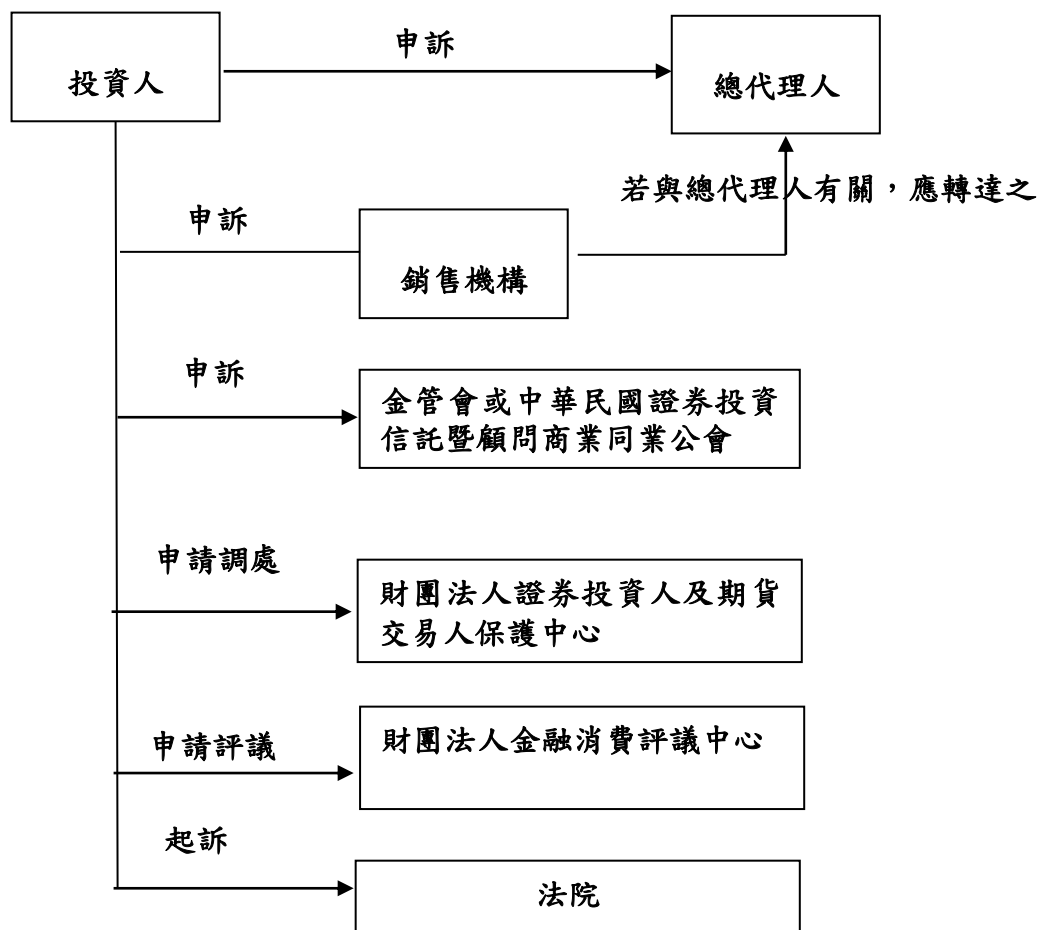 申訴
投資人
總代理人
若與總代理人有關，應轉達之
申訴
銷售機構
申訴
金管會或中華民國證券投資
信託暨顧問商業同業公會
申請調處
財團法人證券投資人及期貨
交易人保護中心
申請評議
財團法人金融消費評議中心
起訴
法院